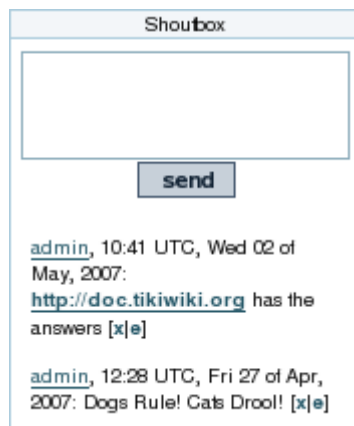 Shoutbox
send
admin, 10:41 UTC, Wed 02 of
May, 2007:
http://doc.tikiwiki.org has the
answers [x|e]
admin, 12:28 UTC, Fri 27 of Apr,
2007: Dogs Rule! Cats Drool! [x|e]